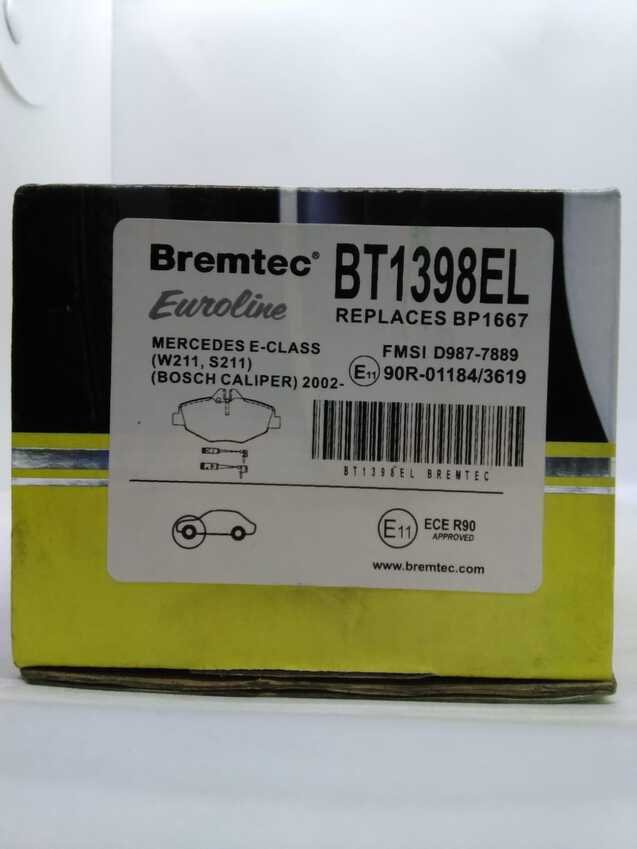 Bremtec®
Euroline
BT1398EL
REPLACES BP1667
MERCEDES E-CLASS
(W211, S211)
(BOSCH CALIPER) 2002-
FMSI D987-7889
E11 90R-01184/3619
BT1398EL BREMTEC
E11 ECE R90
APPROVED
www.bremtec.com